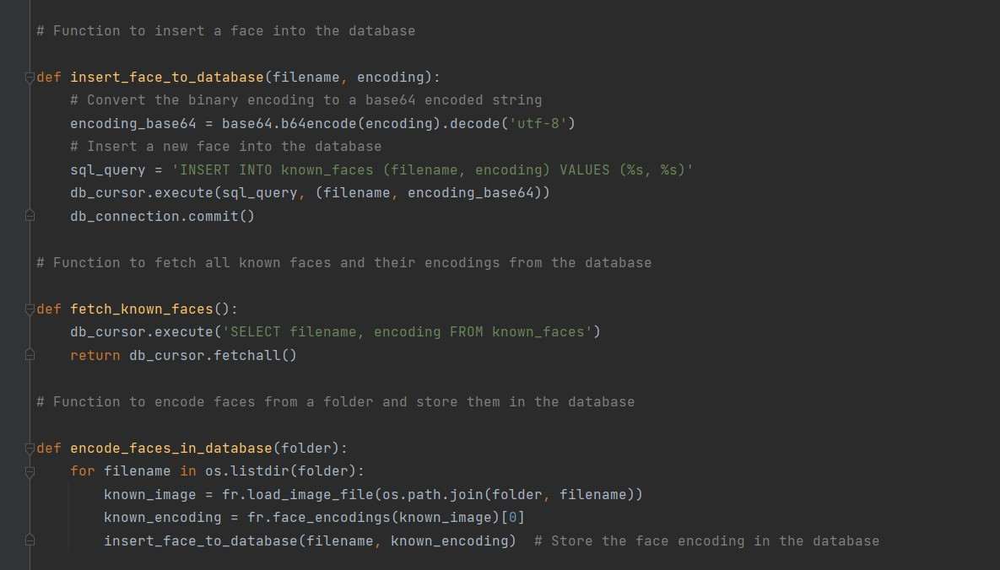 # Function to insert a face into the database
def insert_face_to_database(filename, encoding):
    # Convert the binary encoding to a base64 encoded string
    encoding_base64 = base64.b64encode(encoding).decode('utf-8')
    # Insert a new face into the database
    sql_query = 'INSERT INTO known_faces (filename, encoding) VALUES (%s, %s)'
    db_cursor.execute(sql_query, (filename, encoding_base64))
    db_connection.commit()
# Function to fetch all known faces and their encodings from the database
def fetch_known_faces():
    db_cursor.execute('SELECT filename, encoding FROM known_faces')
    return db_cursor.fetchall()
# Function to encode faces from a folder and store them in the database
def encode_faces_in_database(folder):
    for filename in os.listdir(folder):
        known_image = fr.load_image_file(os.path.join(folder, filename))
        known_encoding = fr.face_encodings(known_image)[0]
        insert_face_to_database(filename, known_encoding)  # Store the face encoding in the database